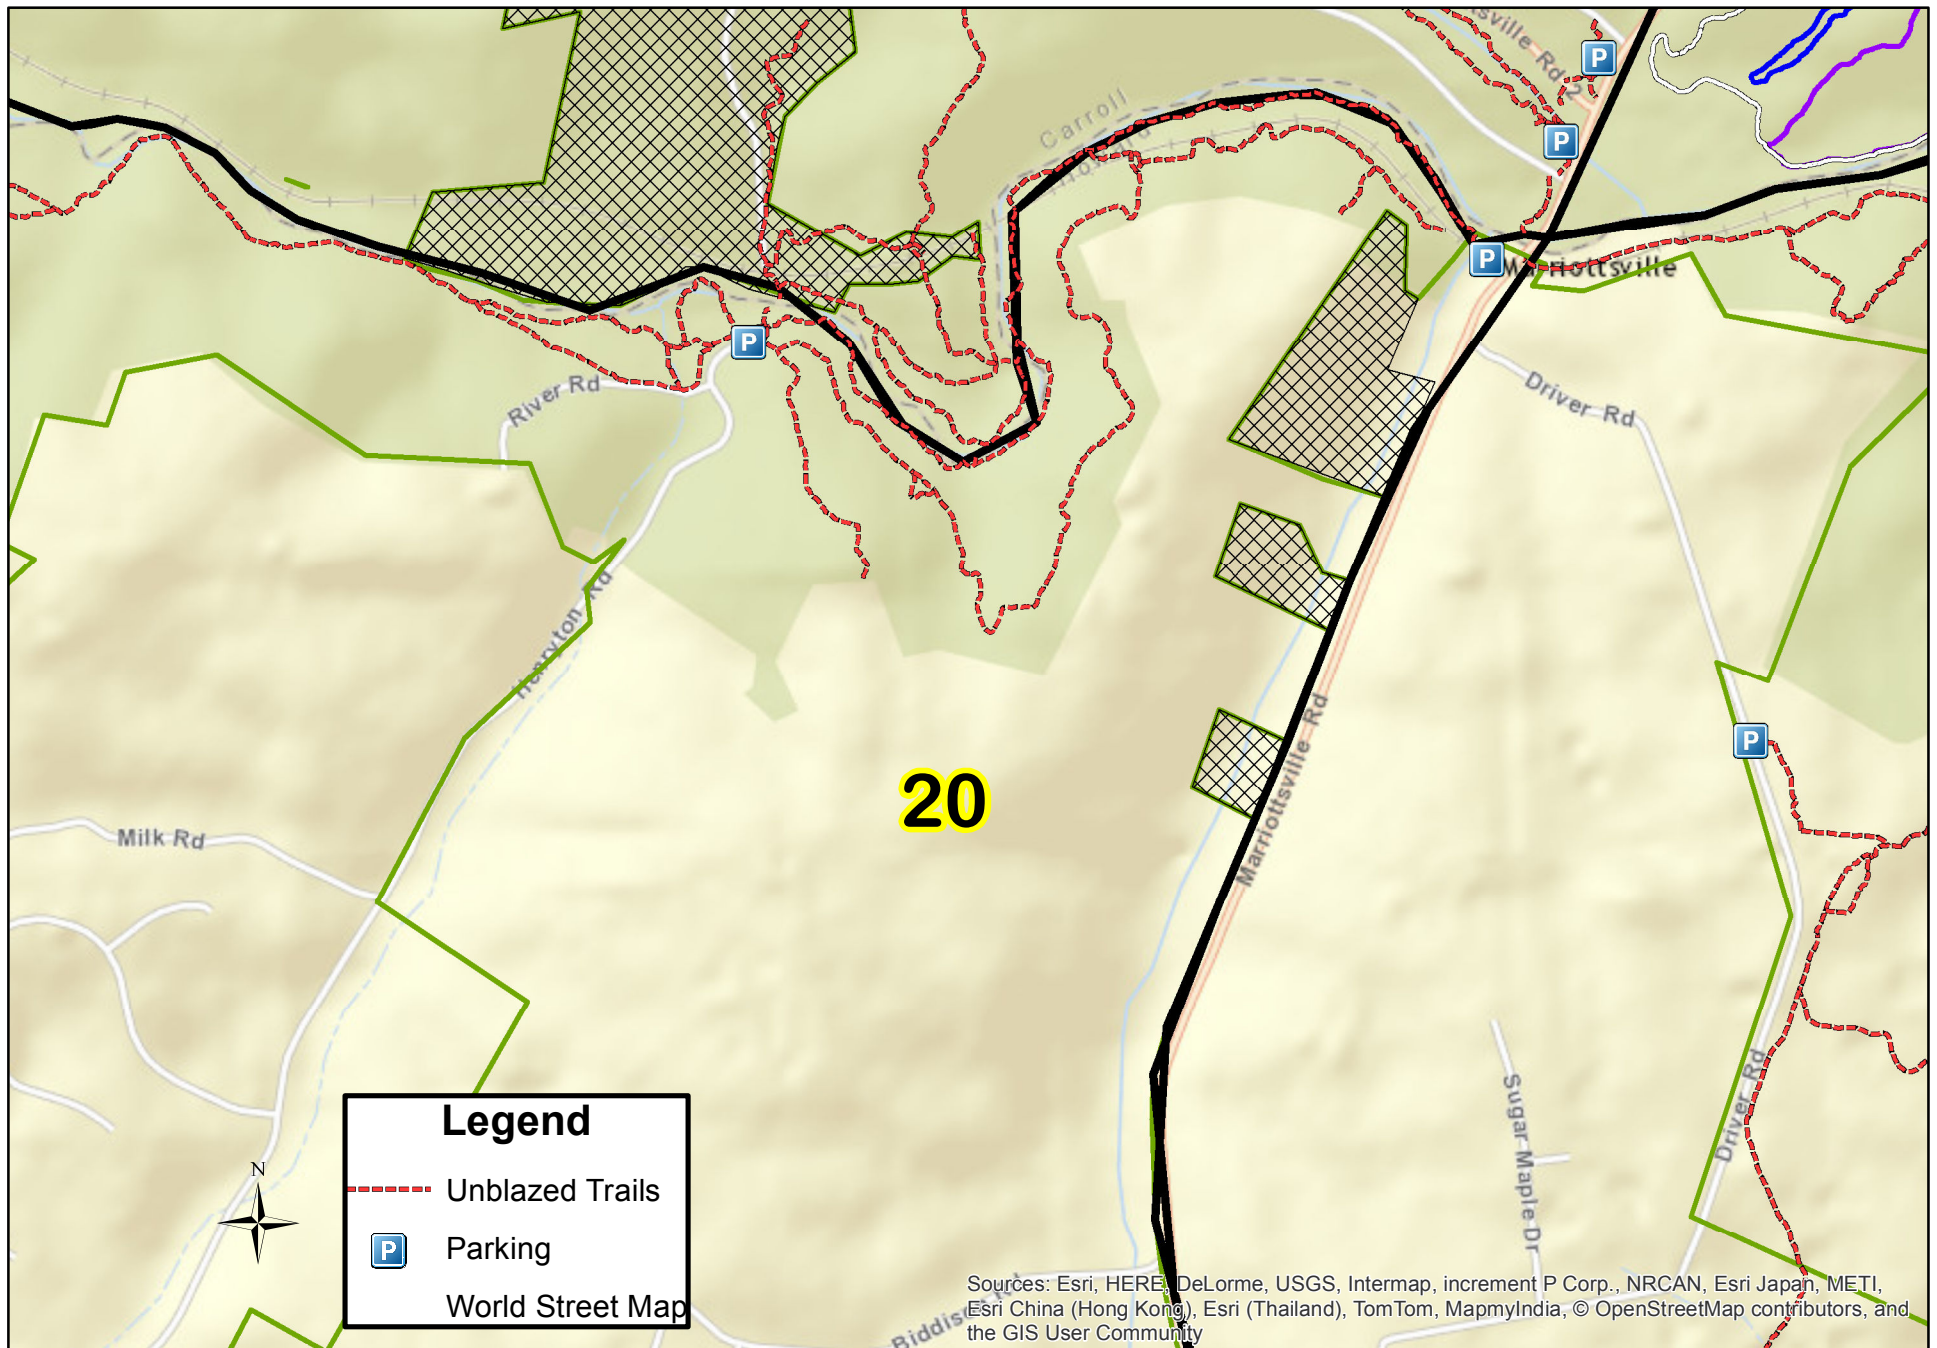 Carroll
Marriottsville
River Rd
Driver Rd
Henryton Rd
Marriottsville Rd
20
Milk Rd
Sugar Maple Dr
Driver Rd
Legend
N
Unblazed Trails
P Parking
World Street Map
P
P
P
P
P
Sources: Esri, HERE, DeLorme, USGS, Intermap, increment P Corp., NRCAN, Esri Japan, METI,
Esri China (Hong Kong), Esri (Thailand), TomTom, MapmyIndia, © OpenStreetMap contributors, and
the GIS User Community